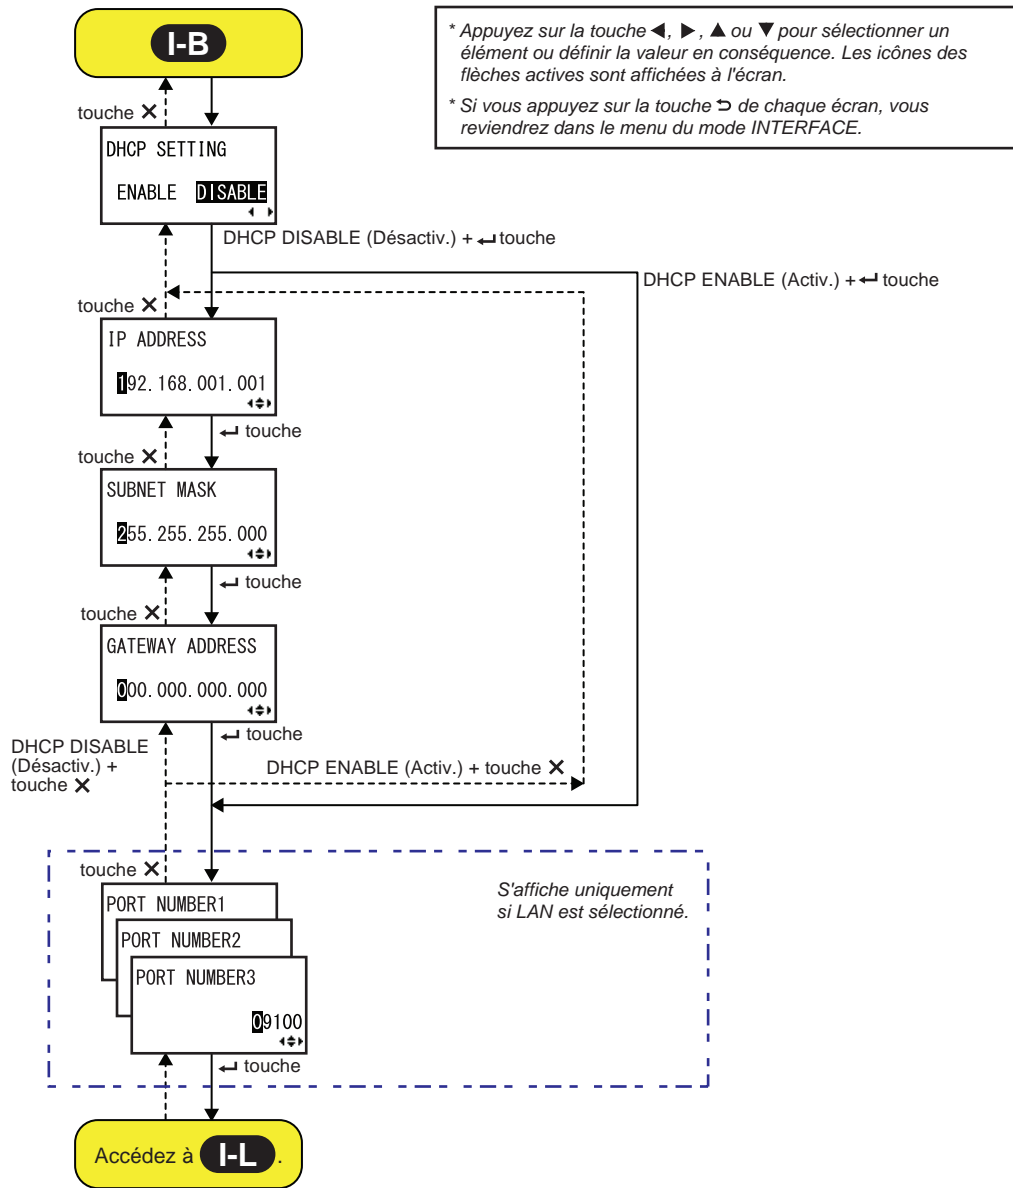 I-B
* Appuyez sur la touche ◀, ▶, ▲ ou ▼ pour sélectionner un
élément ou définir la valeur en conséquence. Les icônes des
flèches actives sont affichées à l'écran.
* Si vous appuyez sur la touche ⮌ de chaque écran, vous
reviendrez dans le menu du mode INTERFACE.
touche ✕
DHCP SETTING
ENABLE DISABLE
DHCP DISABLE (Désactiv.) + ↵ touche
DHCP ENABLE (Activ.) + ↵ touche
touche ✕
IP ADDRESS
192.168.001.001
↵ touche
touche ✕
SUBNET MASK
255.255.255.000
↵ touche
touche ✕
GATEWAY ADDRESS
000.000.000.000
↵ touche
DHCP DISABLE
(Désactiv.) +
touche ✕
DHCP ENABLE (Activ.) + touche ✕
touche ✕
S'affiche uniquement
si LAN est sélectionné.
PORT NUMBER1
PORT NUMBER2
PORT NUMBER3
09100
↵ touche
Accédez à I-L .